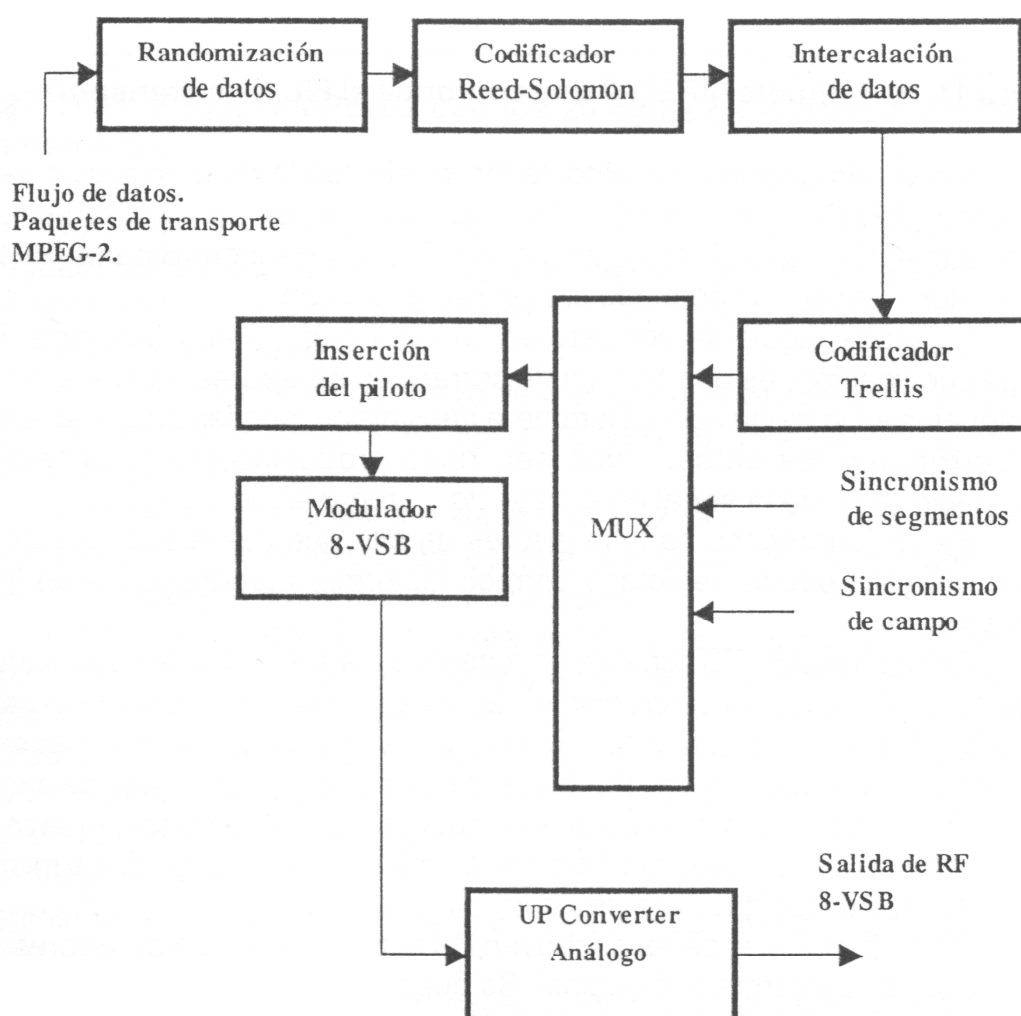 Randomización
de datos
Codificador
Reed-Solomon
Intercalación
de datos
Flujo de datos.
Paquetes de transporte
MPEG-2.
Inserción
del piloto
Codificador
Trellis
Modulador
8-VSB
MUX
Sincronismo
de segmentos
Sincronismo
de campo
Salida de RF
8-VSB
UP Converter
Análogo